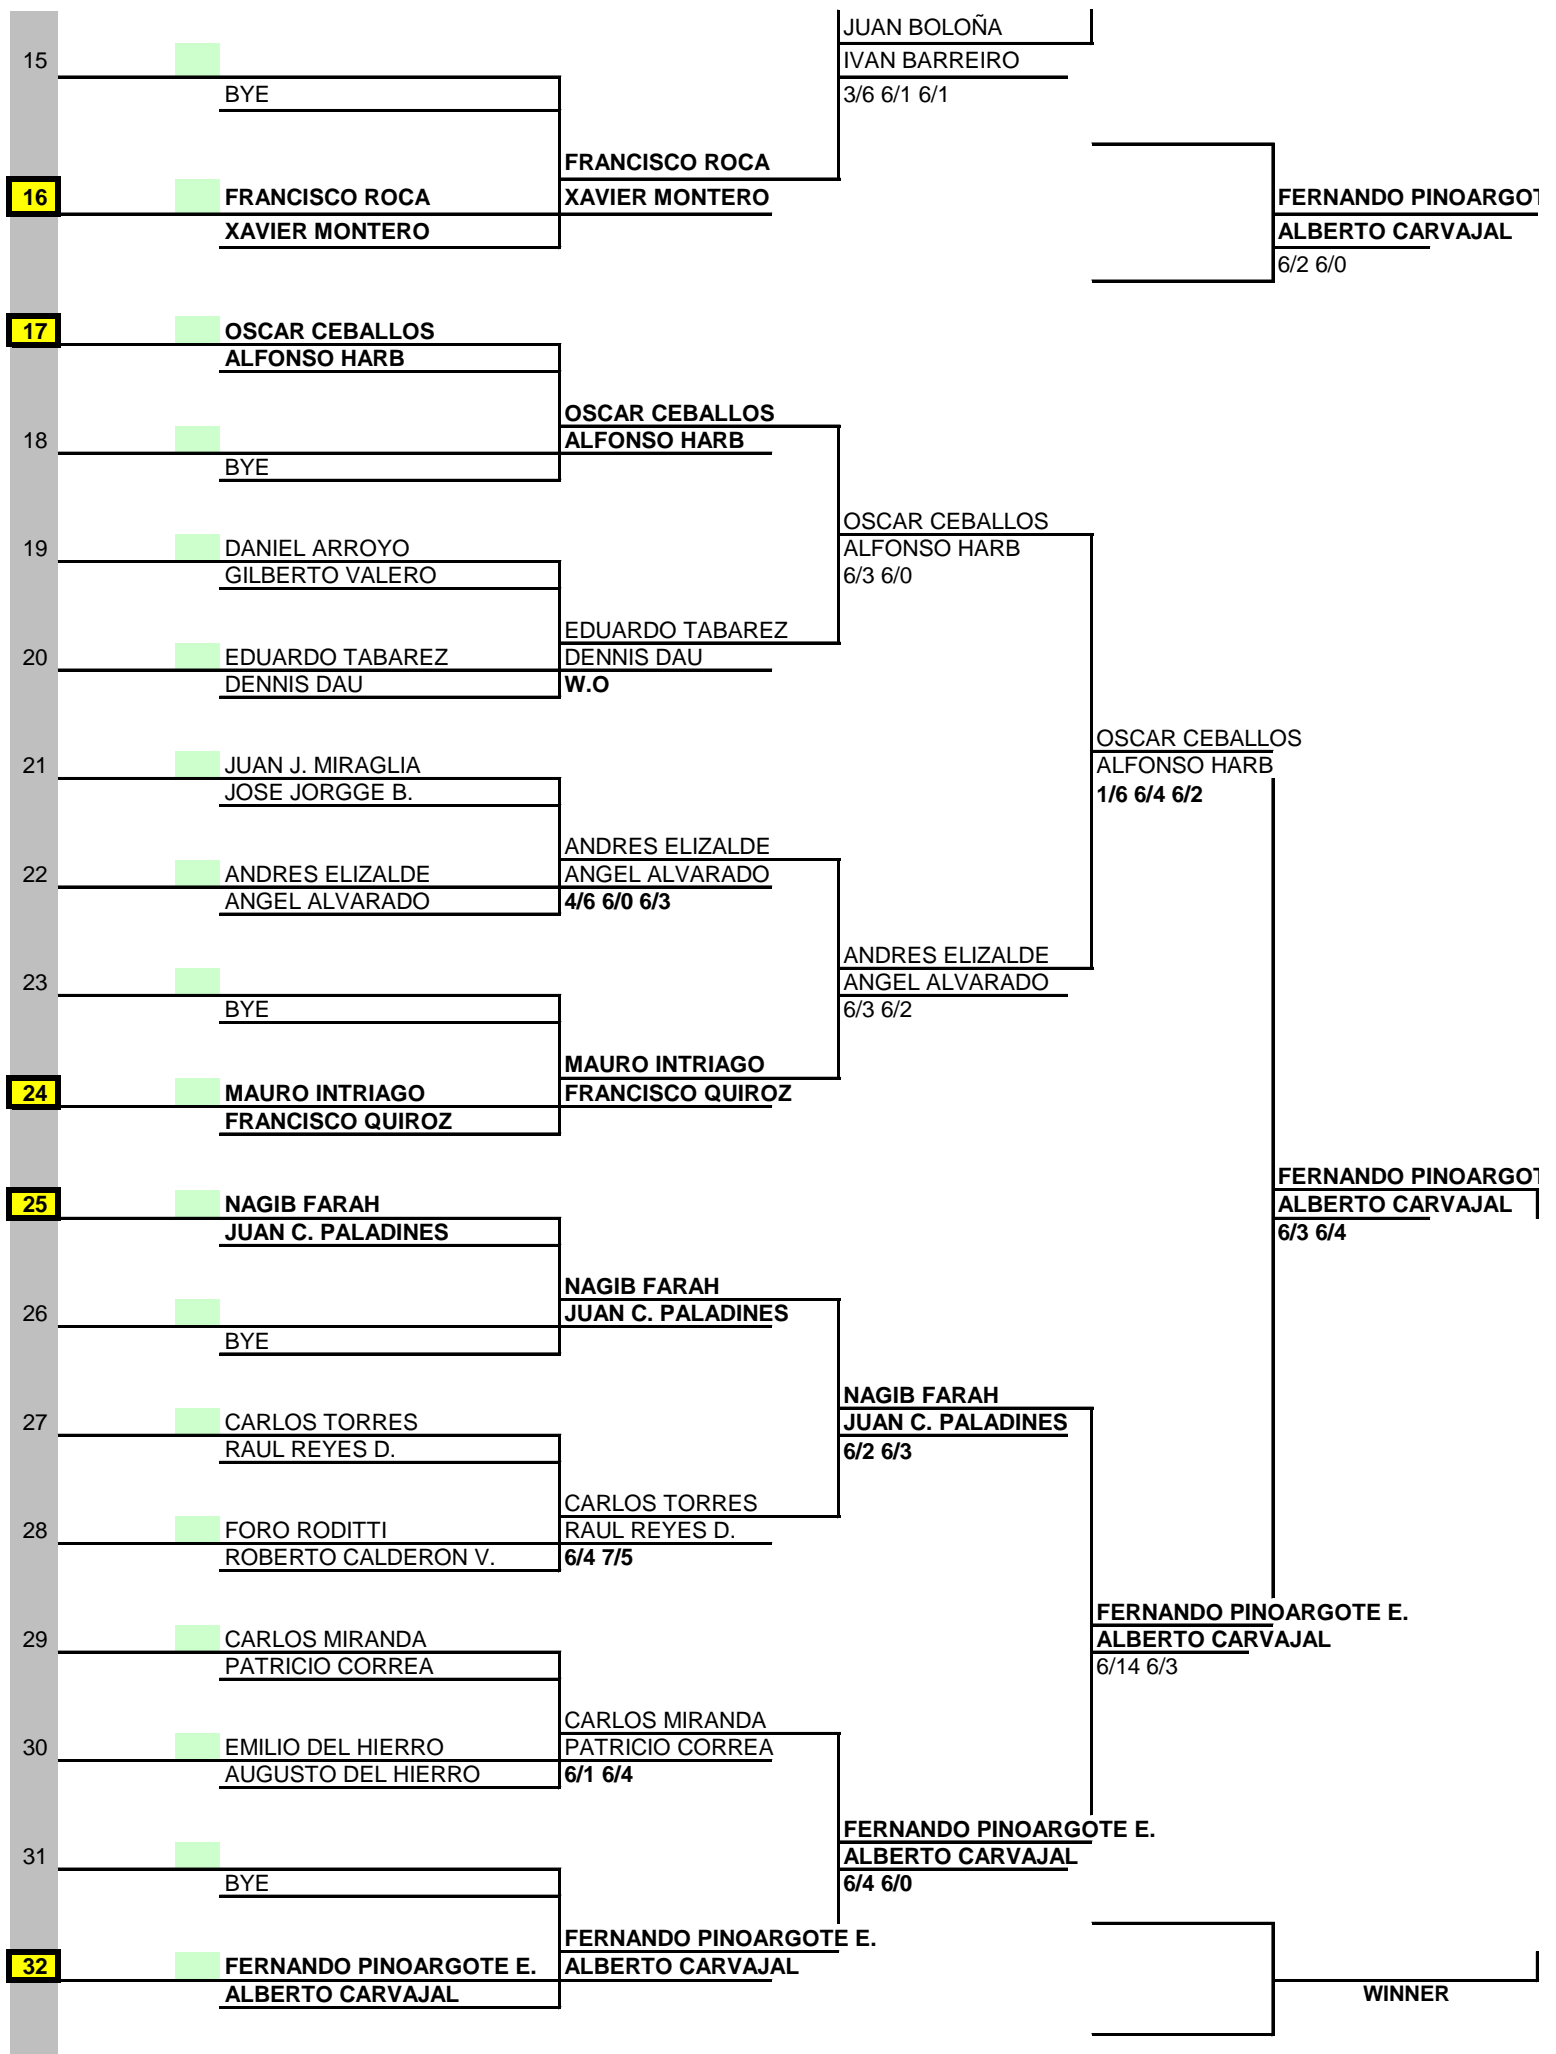 JUAN BOLOÑA
15
IVAN BARREIRO
BYE
3/6 6/1 6/1
FRANCISCO ROCA
16
FRANCISCO ROCA
XAVIER MONTERO
FERNANDO PINOARGOT
XAVIER MONTERO
ALBERTO CARVAJAL
6/2 6/0
17
OSCAR CEBALLOS
ALFONSO HARB
OSCAR CEBALLOS
18
ALFONSO HARB
BYE
OSCAR CEBALLOS
19
DANIEL ARROYO
ALFONSO HARB
GILBERTO VALERO
6/3 6/0
EDUARDO TABAREZ
20
EDUARDO TABAREZ
DENNIS DAU
DENNIS DAU
W.O
OSCAR CEBALLOS
21
JUAN J. MIRAGLIA
ALFONSO HARB
JOSE JORGGE B.
1/6 6/4 6/2
ANDRES ELIZALDE
22
ANDRES ELIZALDE
ANGEL ALVARADO
ANGEL ALVARADO
4/6 6/0 6/3
ANDRES ELIZALDE
23
ANGEL ALVARADO
BYE
6/3 6/2
MAURO INTRIAGO
24
MAURO INTRIAGO
FRANCISCO QUIROZ
FRANCISCO QUIROZ
FERNANDO PINOARGOT
25
NAGIB FARAH
ALBERTO CARVAJAL
JUAN C. PALADINES
6/3 6/4
NAGIB FARAH
26
JUAN C. PALADINES
BYE
NAGIB FARAH
27
CARLOS TORRES
JUAN C. PALADINES
RAUL REYES D.
6/2 6/3
CARLOS TORRES
28
FORO RODITTI
RAUL REYES D.
ROBERTO CALDERON V.
6/4 7/5
FERNANDO PINOARGOTE E.
29
CARLOS MIRANDA
ALBERTO CARVAJAL
PATRICIO CORREA
6/14 6/3
CARLOS MIRANDA
30
EMILIO DEL HIERRO
PATRICIO CORREA
AUGUSTO DEL HIERRO
6/1 6/4
FERNANDO PINOARGOTE E.
31
ALBERTO CARVAJAL
BYE
6/4 6/0
FERNANDO PINOARGOTE E.
32
FERNANDO PINOARGOTE E.
ALBERTO CARVAJAL
ALBERTO CARVAJAL
WINNER